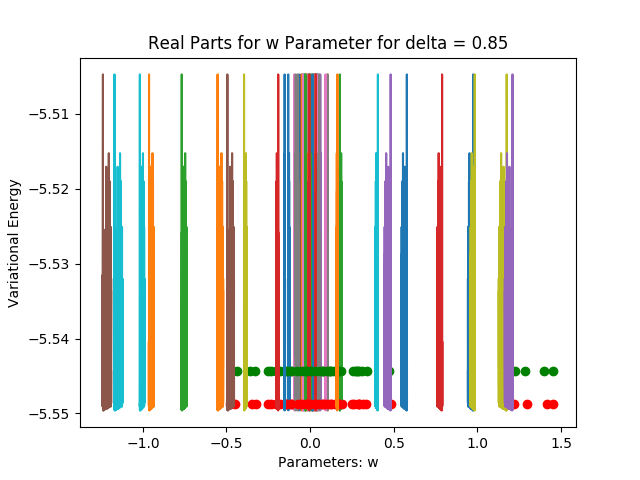 Real Parts for w Parameter for delta = 0.85
Variational Energy
−5.51
−5.52
−5.53
−5.54
−5.55
−1.0 −0.5 0.0 0.5 1.0 1.5
Parameters: w